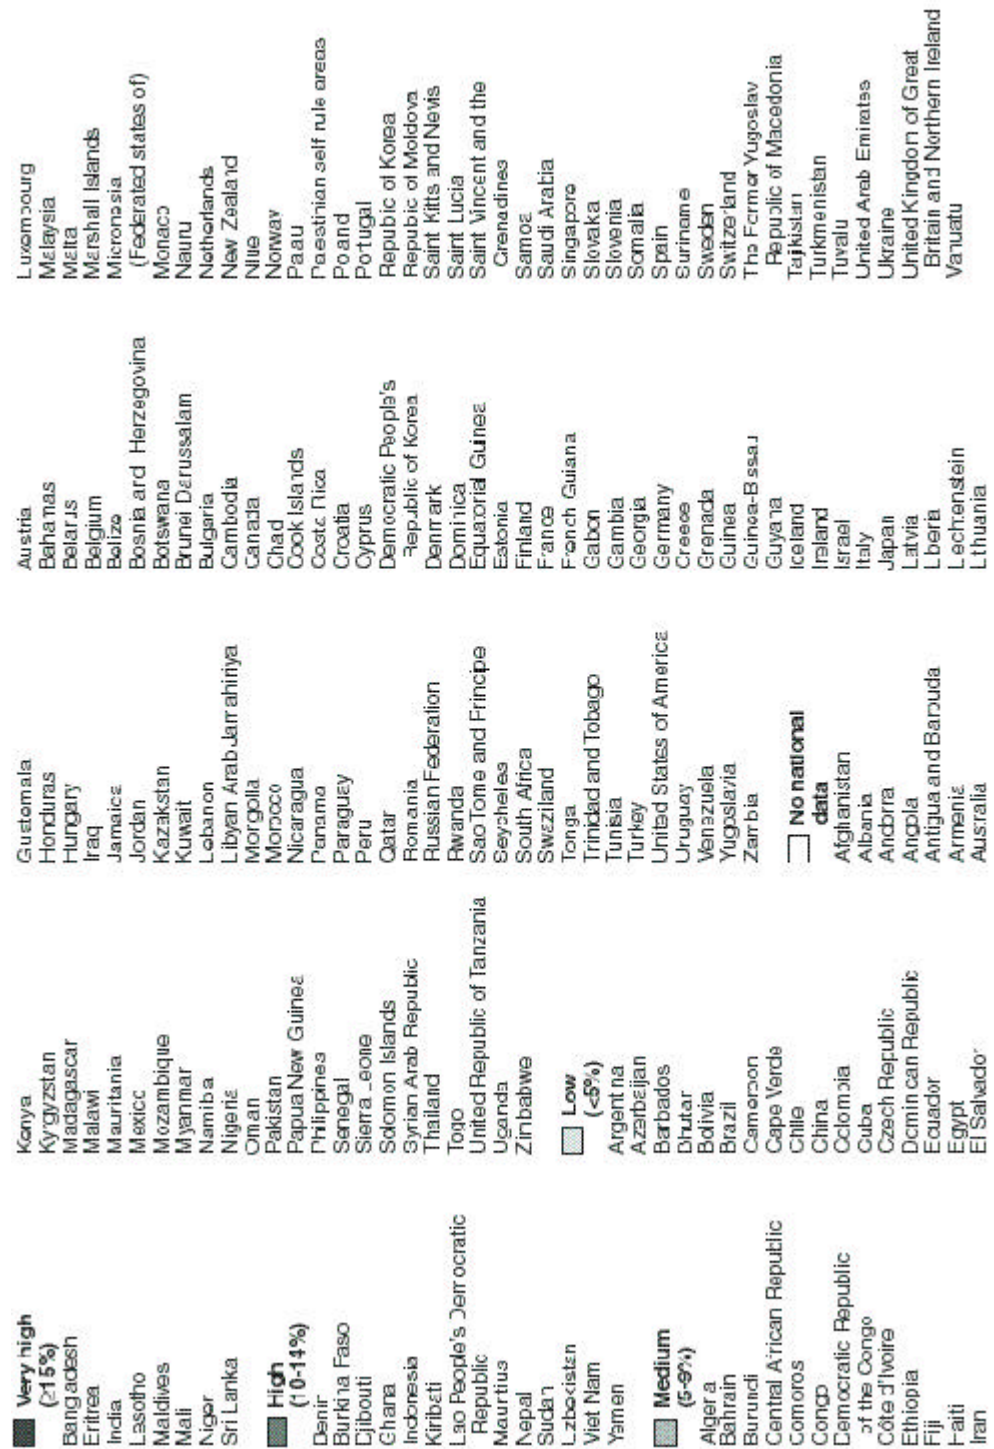 Very high
(≥15%)
Bangladesh
Eritrea
India
Lesotho
Maldives
Mali
Niger
Sri Lanka
High
(10-14%)
Benin
Burkina Faso
Djibouti
Ghana
Indonesia
Kiribati
Lao People's Democratic
Republic
Mauritius
Nepal
Sudan
Uzbekistan
Viet Nam
Yemen
Medium
(5-9%)
Algeria
Bahrain
Burundi
Central African Republic
Comoros
Congo
Democratic Republic
of the Congo
Côte d'Ivoire
Ethiopia
Fiji
Haiti
Iran
Kenya
Kyrgyzstan
Madagascar
Malawi
Mauritania
Mexico
Mozambique
Myanmar
Namibia
Nigeria
Oman
Pakistan
Papua New Guinea
Philippines
Senegal
Sierra Leone
Solomon Islands
Syrian Arab Republic
Thailand
Togo
United Republic of Tanzania
Uganda
Zimbabwe
Low
(<5%)
Argentina
Azerbaijan
Barbados
Bhutan
Bolivia
Brazil
Cameroon
Cape Verde
Chile
China
Colombia
Cuba
Czech Republic
Dominican Republic
Ecuador
Egypt
El Salvador
Guatemala
Honduras
Hungary
Iraq
Jamaica
Jordan
Kazakstan
Kuwait
Lebanon
Libyan Arab Jamahiriya
Mongolia
Morocco
Nicaragua
Panama
Paraguay
Peru
Qatar
Romania
Russian Federation
Rwanda
Sao Tome and Principe
Seychelles
South Africa
Swaziland
Tonga
Trinidad and Tobago
Tunisia
Turkey
United States of America
Uruguay
Venezuela
Yugoslavia
Zambia
No national
data
Afghanistan
Albania
Andorra
Angola
Antigua and Barbuda
Armenia
Australia
Austria
Bahamas
Belarus
Belgium
Belize
Bosnia and Herzegovina
Botswana
Brunei Darussalam
Bulgaria
Cambodia
Canada
Chad
Cook Islands
Costa Rica
Croatia
Cyprus
Democratic People's
Republic of Korea
Denmark
Dominica
Equatorial Guinea
Estonia
Finland
France
French Guiana
Gabon
Gambia
Georgia
Germany
Greece
Grenada
Guinea
Guinea-Bissau
Guyana
Iceland
Ireland
Israel
Italy
Japan
Latvia
Liberia
Liechtenstein
Lithuania
Luxembourg
Malaysia
Malta
Marshall Islands
Micronesia
(Federated states of)
Monaco
Nauru
Netherlands
New Zealand
Niue
Norway
Palau
Palestinian self rule areas
Poland
Portugal
Republic of Korea
Republic of Moldova
Saint Kitts and Nevis
Saint Lucia
Saint Vincent and the
Grenadines
Samoa
Saudi Arabia
Singapore
Slovakia
Slovenia
Somalia
Spain
Suriname
Sweden
Switzerland
The Former Yugoslav
Republic of Macedonia
Tajikistan
Turkmenistan
Tuvalu
United Arab Emirates
Ukraine
United Kingdom of Great
Britain and Northern Ireland
Vanuatu